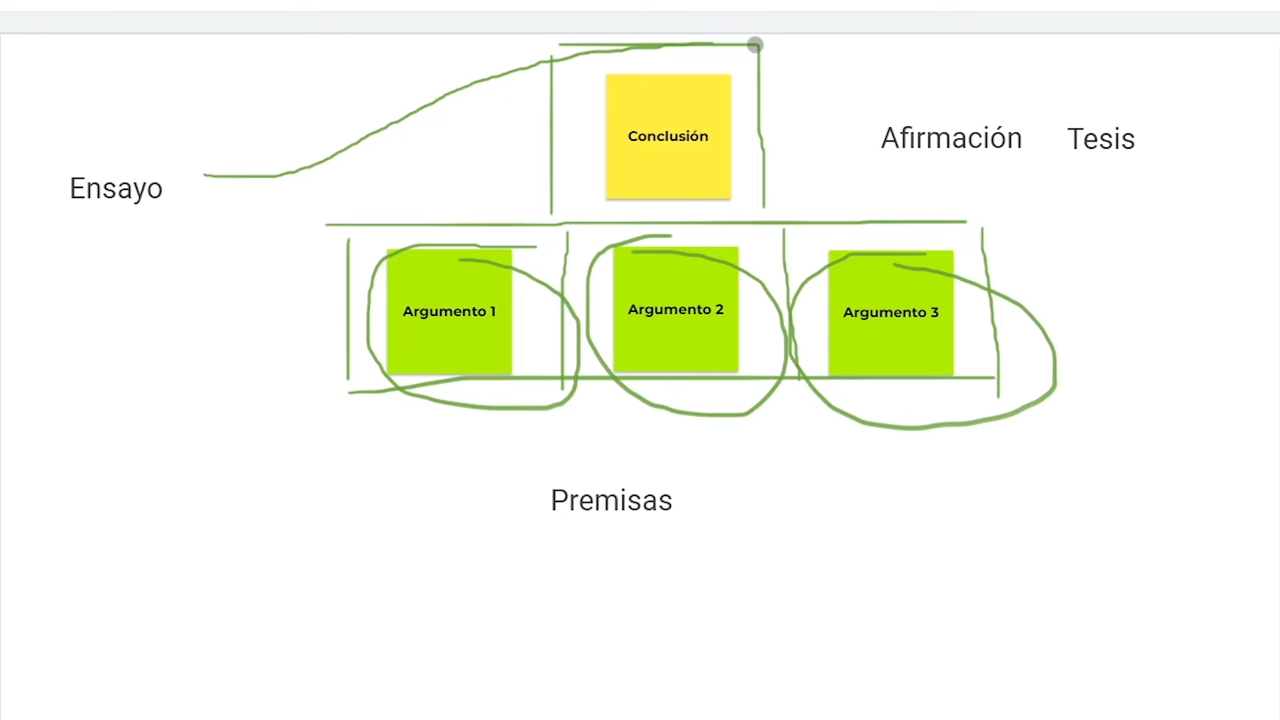 Conclusión
Afirmación Tesis
Ensayo
Argumento 1 Argumento 2 Argumento 3
Premisas